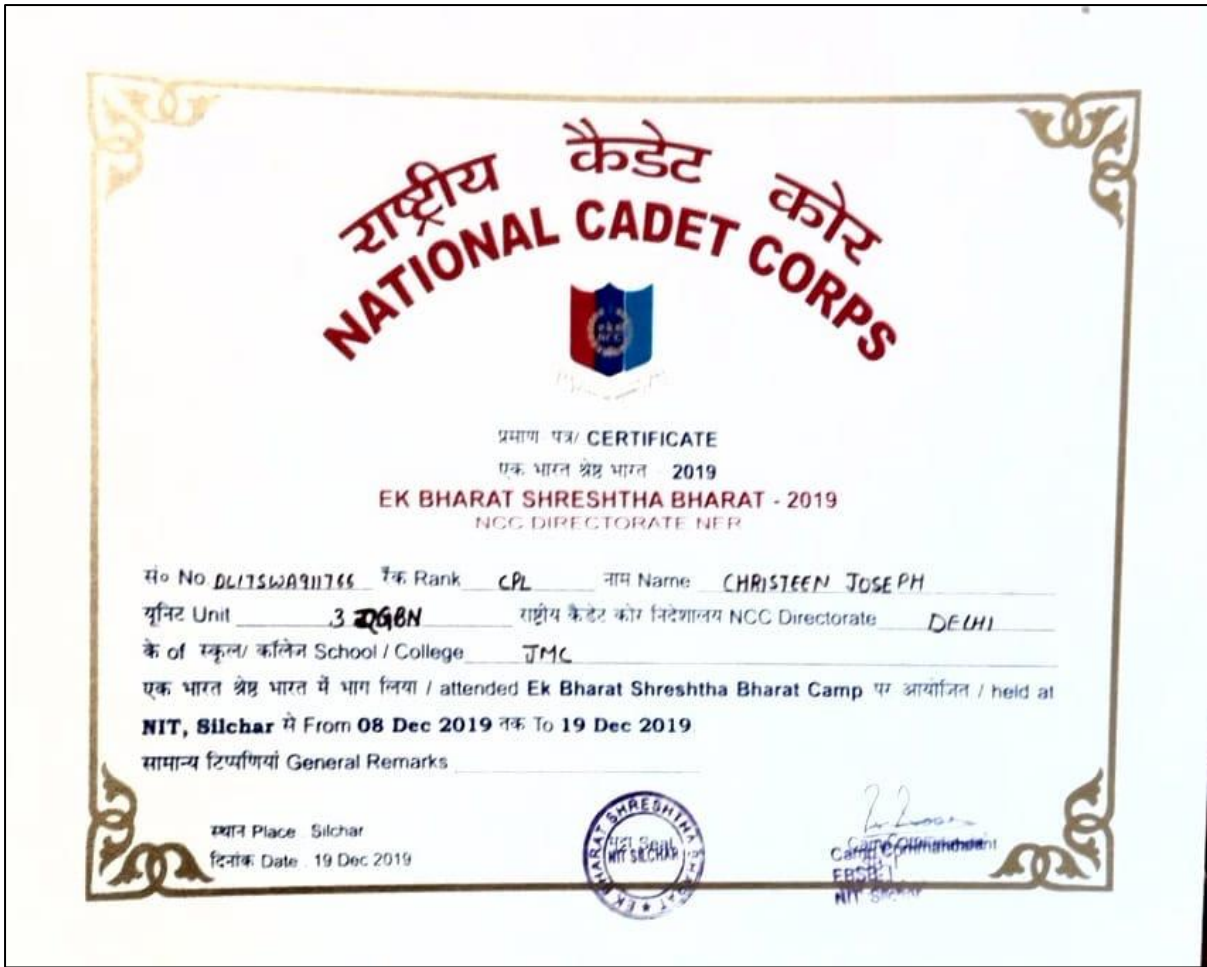 राष्ट्रीय कैडेट कोर
NATIONAL CADET CORPS
प्रमाण पत्र/ CERTIFICATE
एक भारत श्रेष्ठ भारत - 2019
EK BHARAT SHRESHTHA BHARAT - 2019
NCC DIRECTORATE NER
सं० No. DL17SWA911766 रैंक Rank CPL नाम Name CHRISTEEN JOSEPH
यूनिट Unit 3 DGBN राष्ट्रीय कैडेट कोर निदेशालय NCC Directorate DELHI
के of स्कूल/ कॉलेज School / College JMC
एक भारत श्रेष्ठ भारत में भाग लिया / attended Ek Bharat Shreshtha Bharat Camp पर आयोजित / held at
NIT, Silchar मे From 08 Dec 2019 तक To 19 Dec 2019
सामान्य टिप्पणियां General Remarks
स्थान Place : Silchar
दिनांक Date : 19 Dec 2019
EK BHARAT SHRESHTHA BHARAT
Seal
NIT SILCHAR
Camp Commandant
NIT Silchar